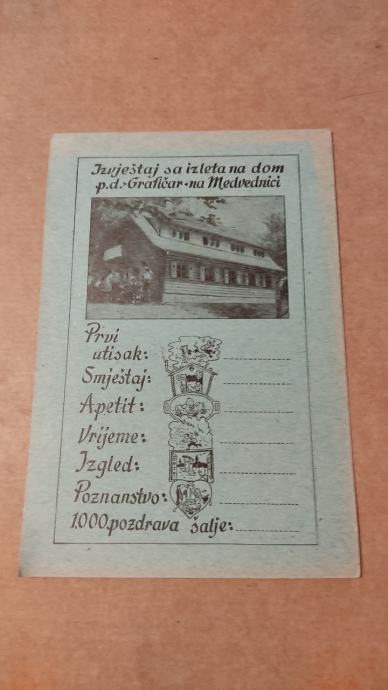 Izvještaj sa izleta na dom
p.d. „Grafičar“ na Medvednici
Prvi
utisak:
Smještaj:
Apetit:
Vrijeme:
Izgled:
Poznanstvo:
1.000 pozdrava šalje: